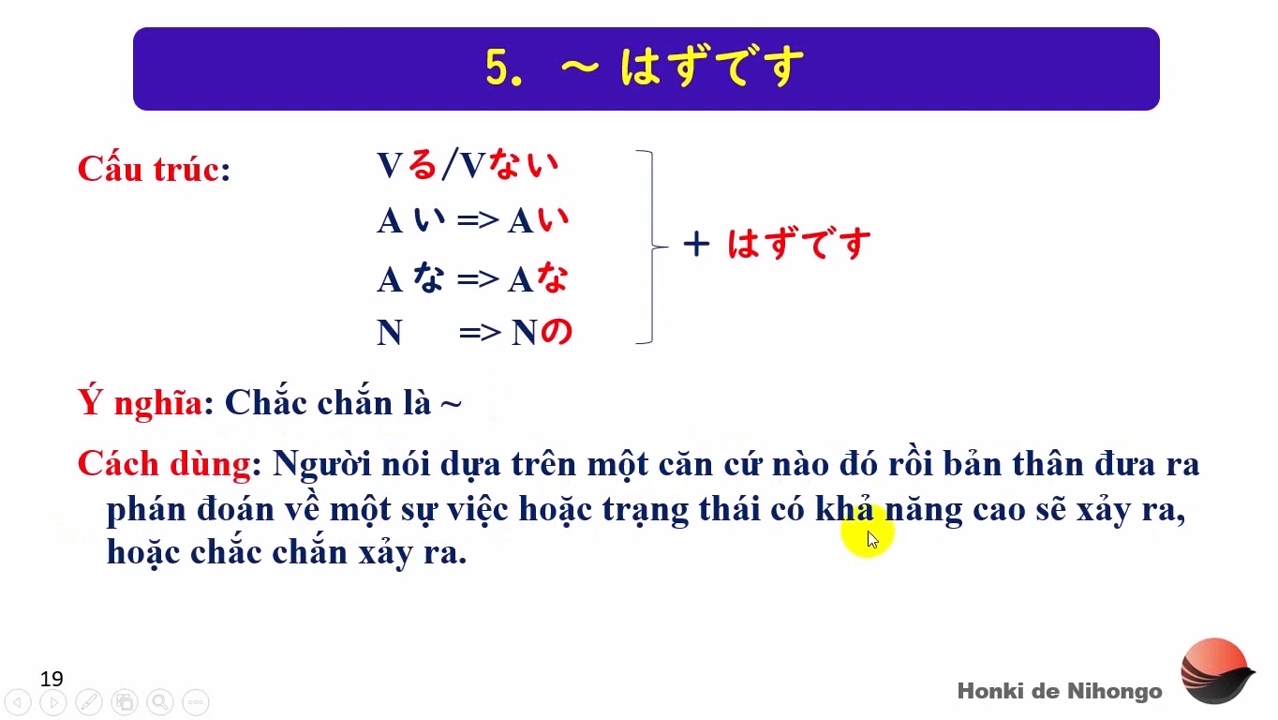 5. ～ はずです
Cấu trúc:
Vる/Vない
A い => Aい
A な => Aな
N => Nの
+ はずです
Ý nghĩa: Chắc chắn là ~
Cách dùng: Người nói dựa trên một căn cứ nào đó rồi bản thân đưa ra
phán đoán về một sự việc hoặc trạng thái có khả năng cao sẽ xảy ra,
hoặc chắc chắn xảy ra.
19
Honki de Nihongo